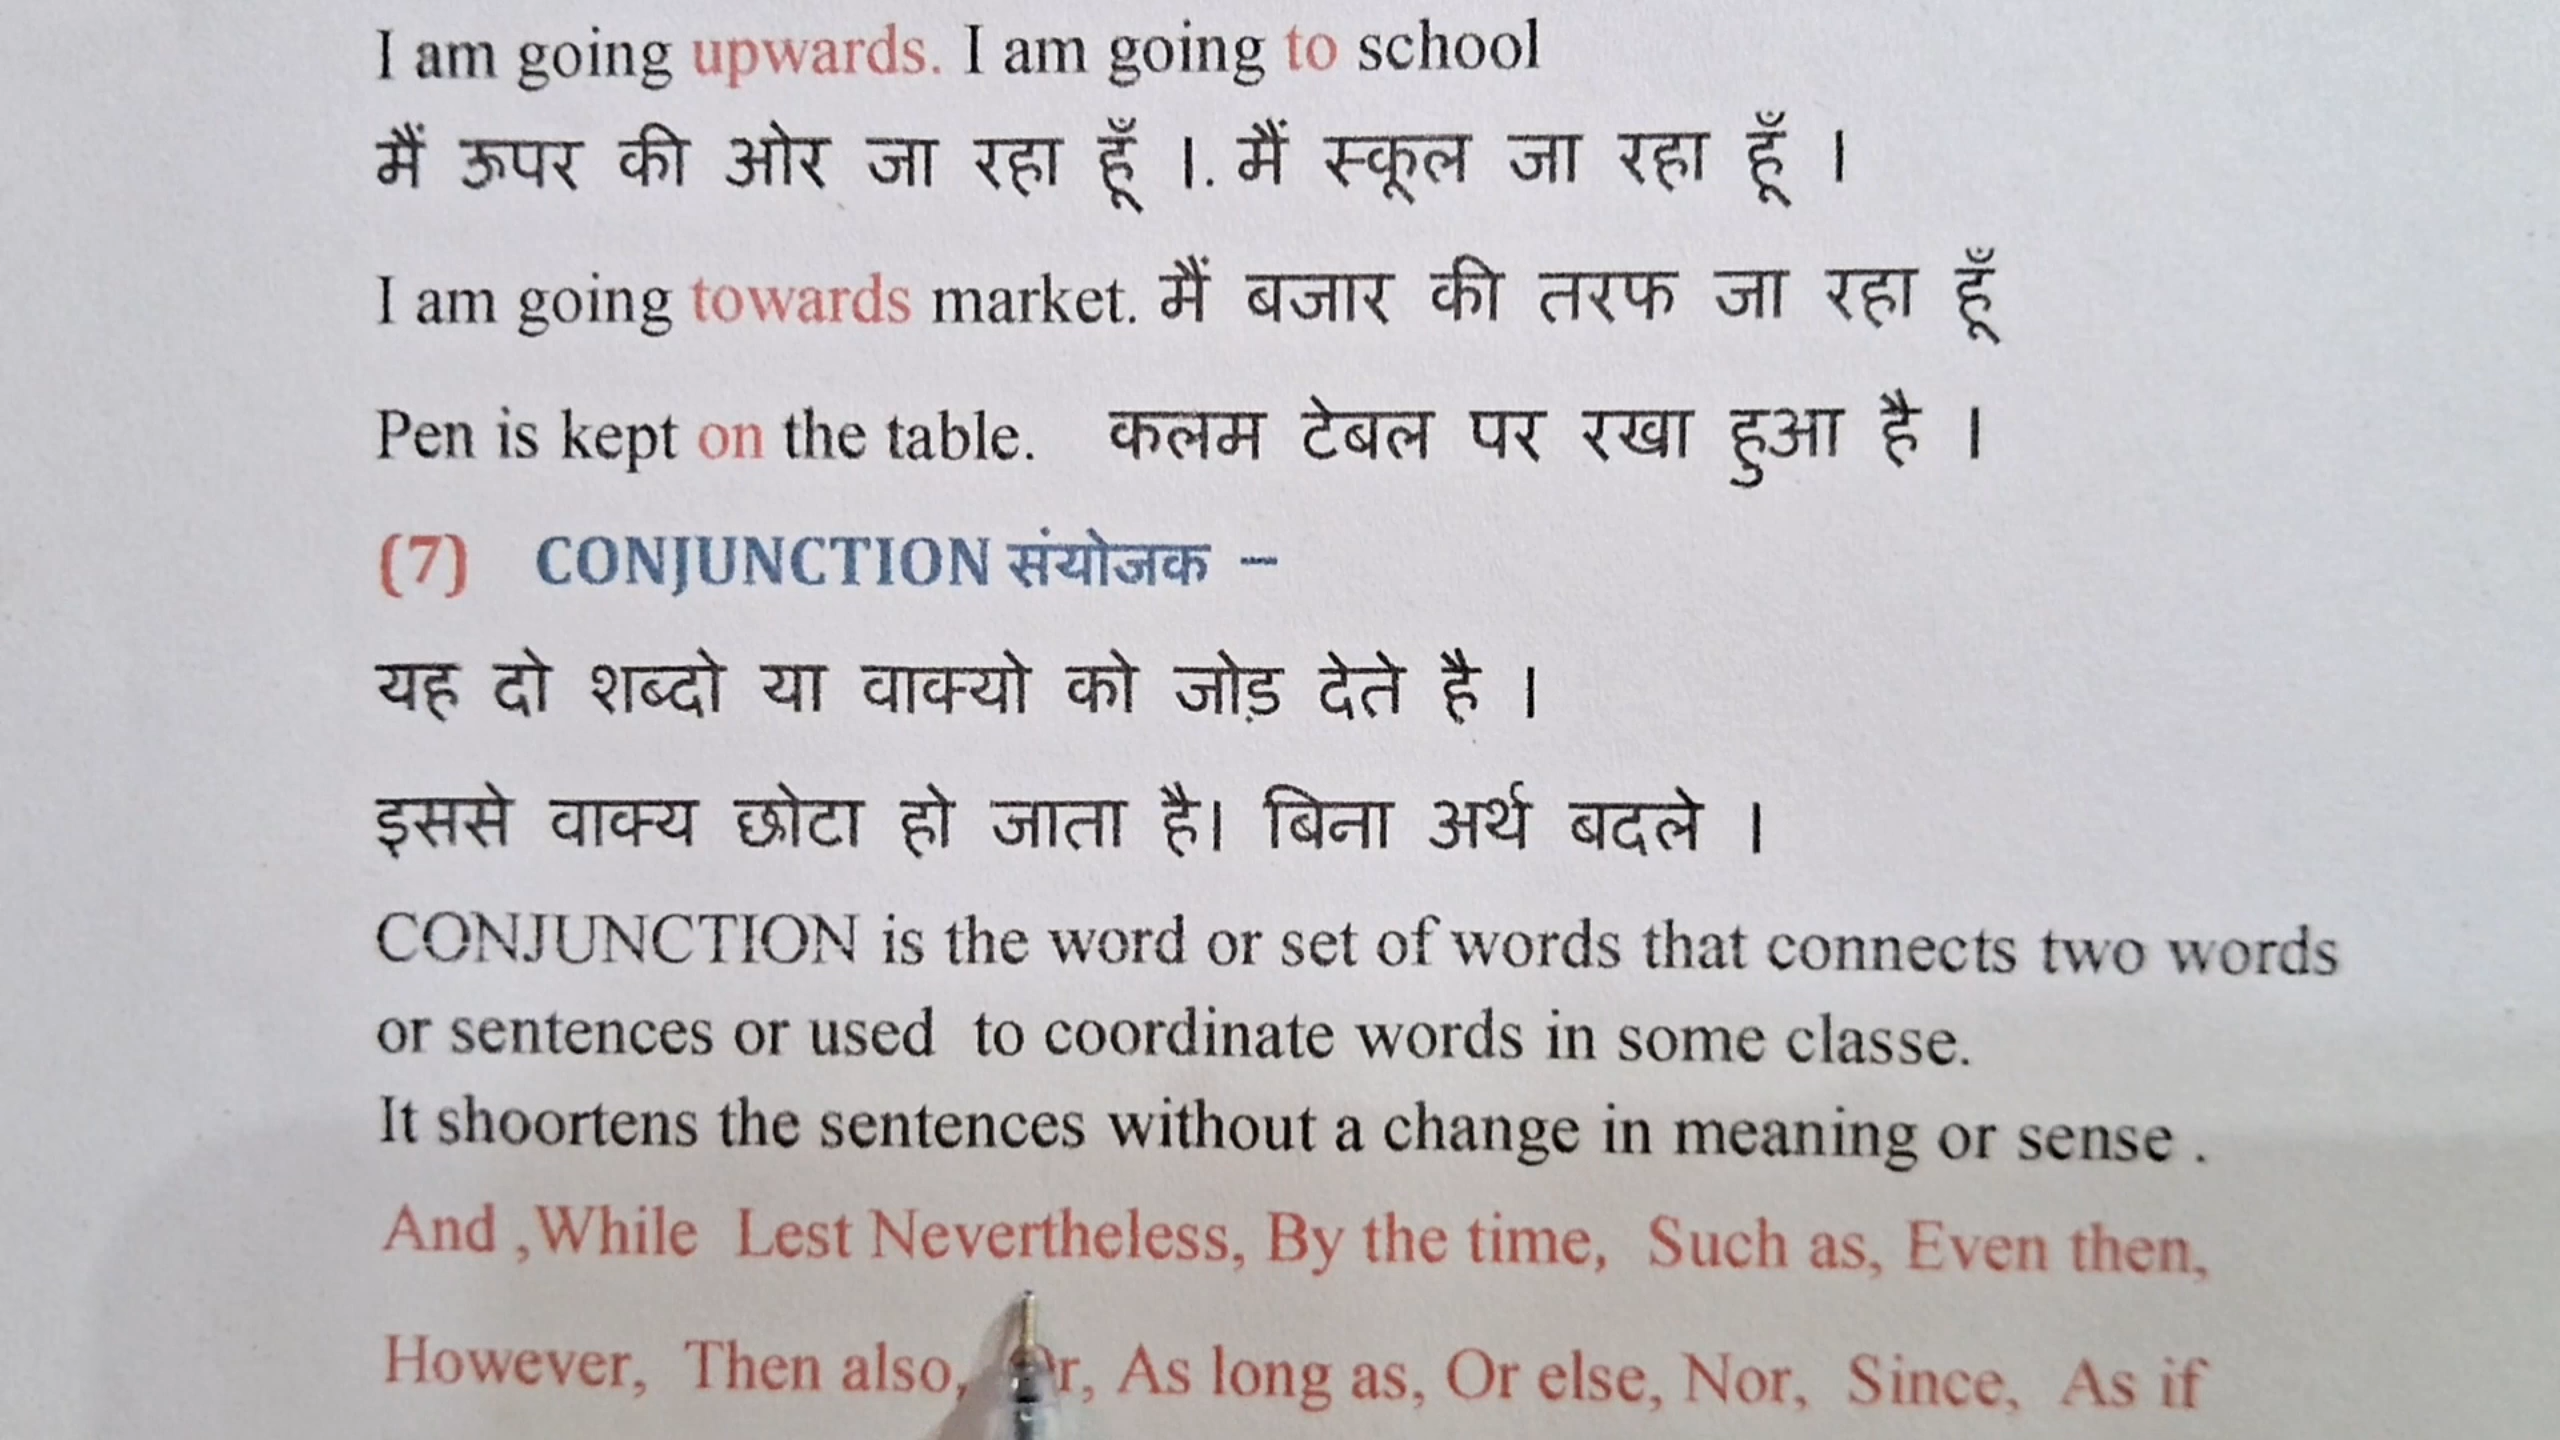 I am going upwards. I am going to school
मैं ऊपर की ओर जा रहा हूँ ।. मैं स्कूल जा रहा हूँ ।
I am going towards market. मैं बजार की तरफ जा रहा हूँ
Pen is kept on the table. कलम टेबल पर रखा हुआ है ।
(7) CONJUNCTION संयोजक –
यह दो शब्दो या वाक्यो को जोड़ देते है ।
इससे वाक्य छोटा हो जाता है। बिना अर्थ बदले ।
CONJUNCTION is the word or set of words that connects two words
or sentences or used to coordinate words in some classe.
It shoortens the sentences without a change in meaning or sense .
And ,While Lest Nevertheless, By the time, Such as, Even then,
However, Then also, Or, As long as, Or else, Nor, Since, As if